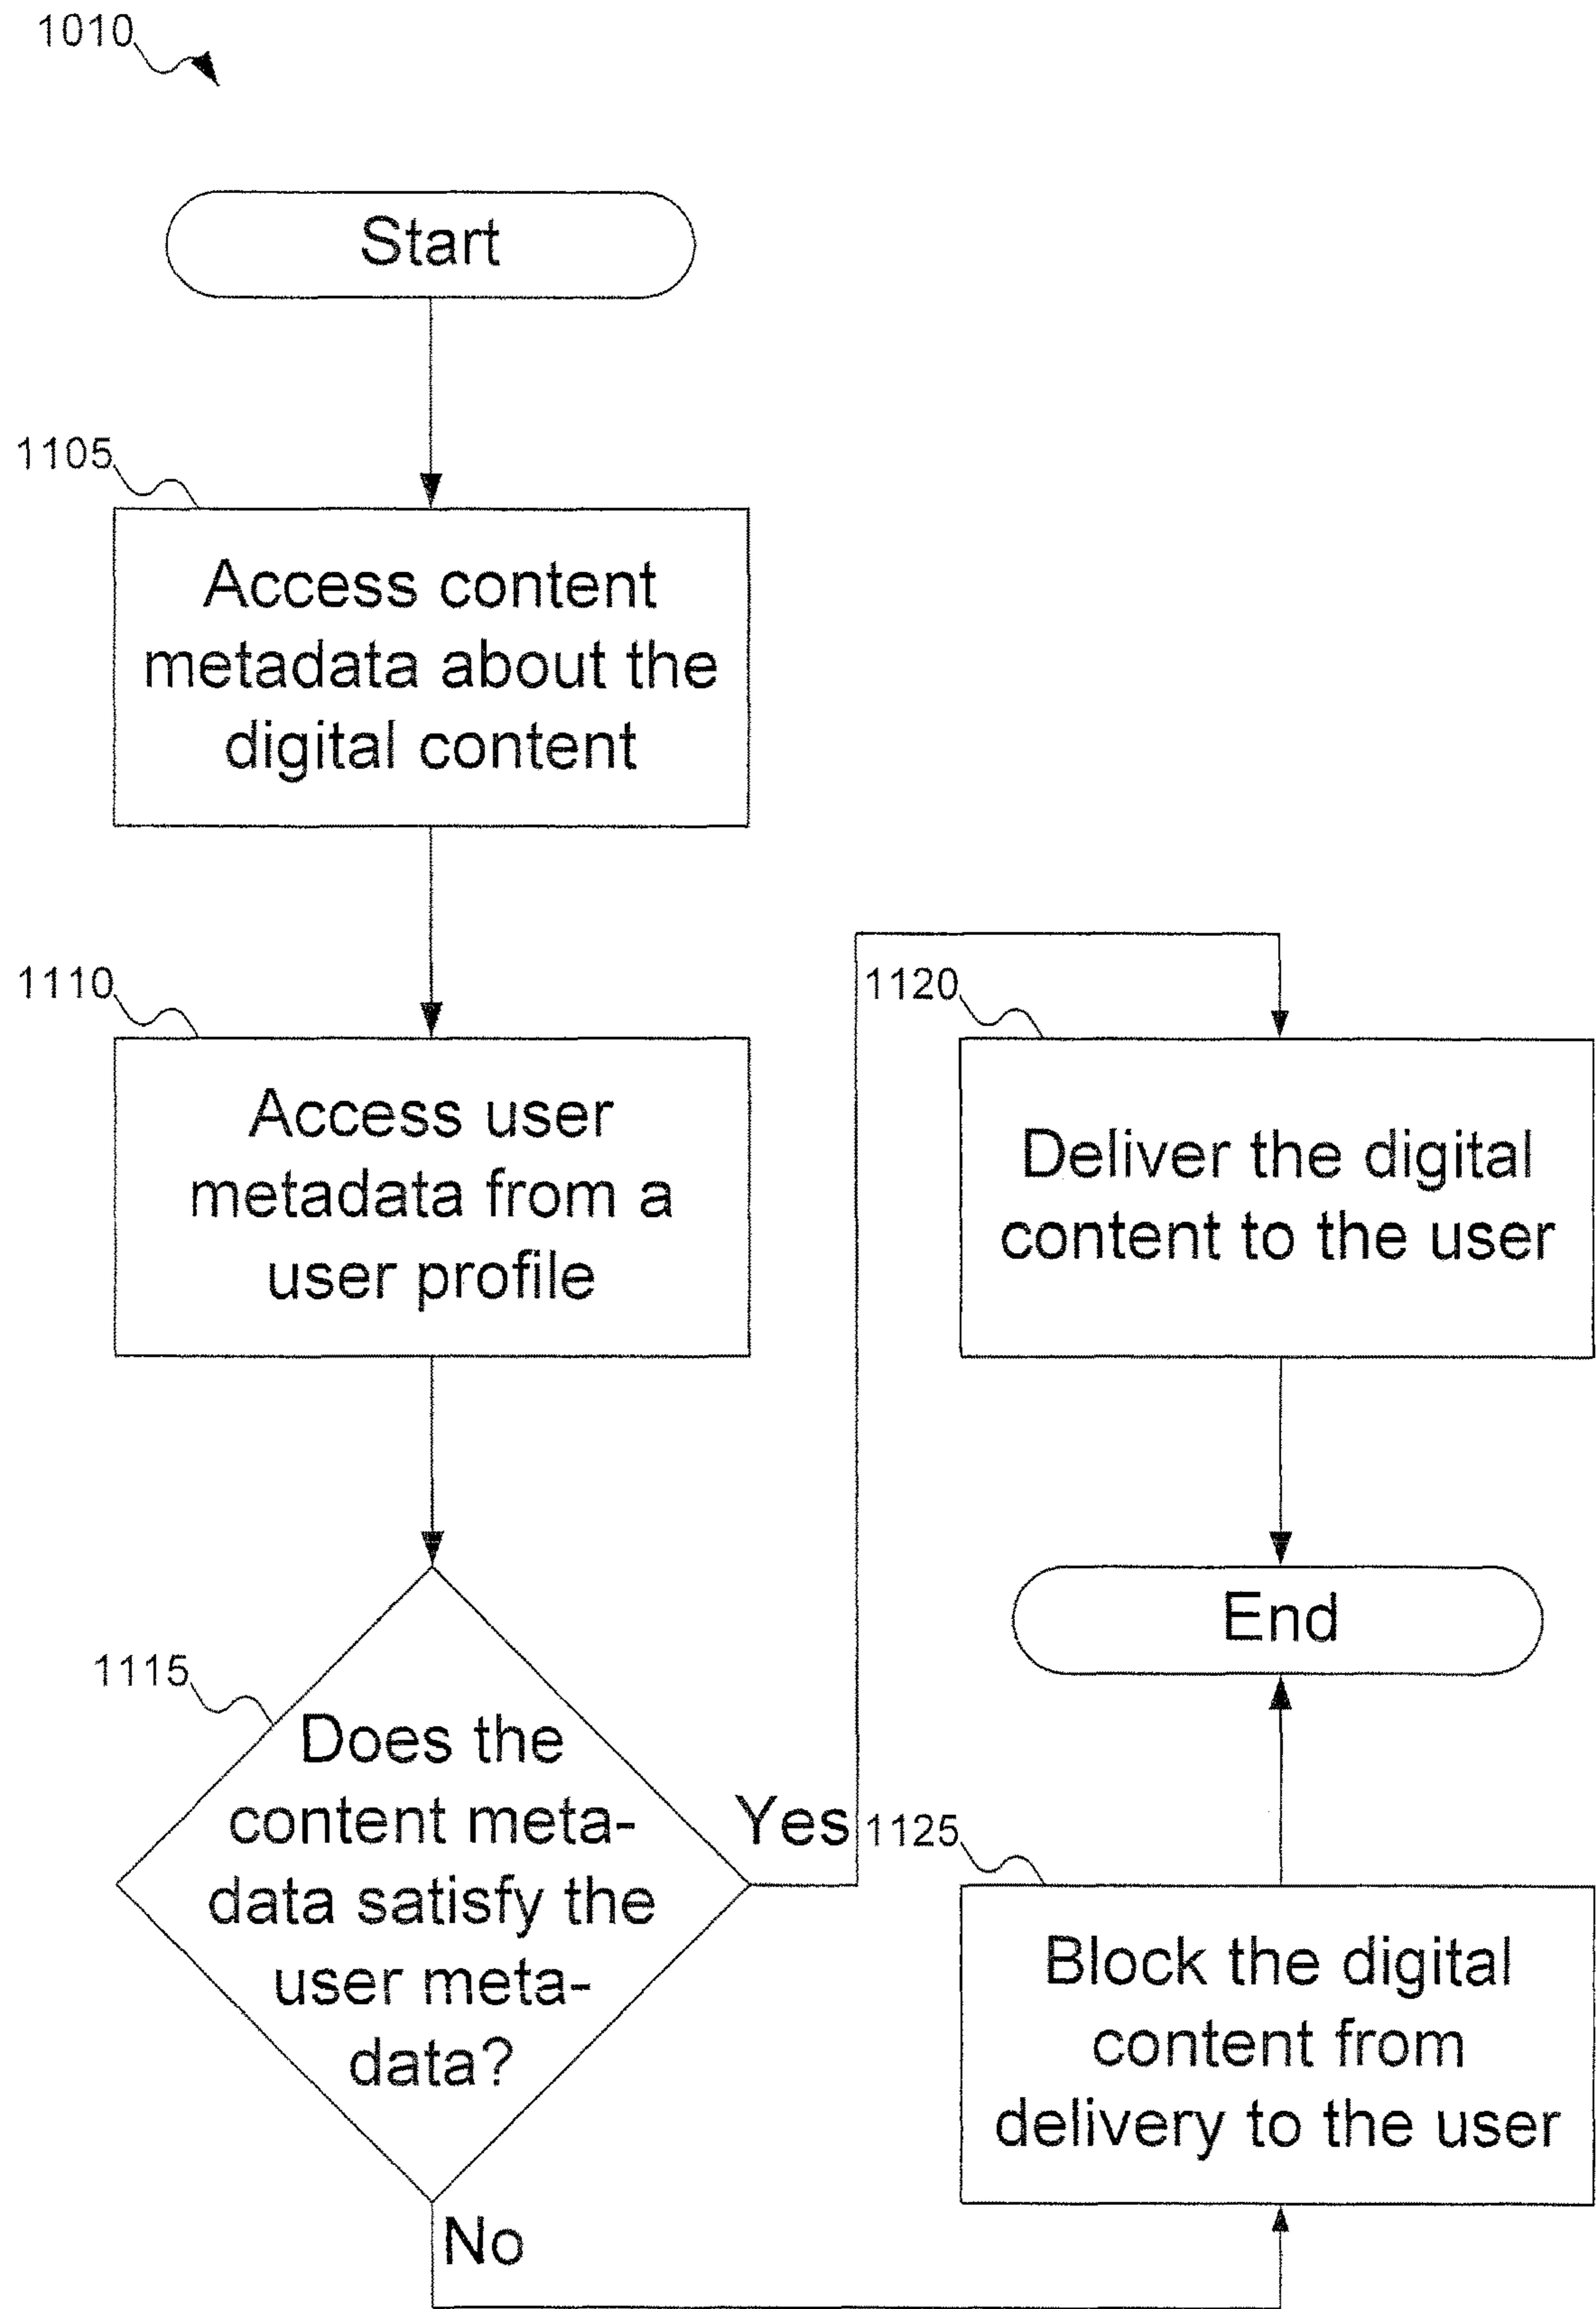 1010
Start
1105
Access content
metadata about the
digital content
1110
Access user
metadata from a
user profile
1115
Does the
content meta-
data satisfy the
user meta-
data?
Yes
No
1120
Deliver the digital
content to the user
End
1125
Block the digital
content from
delivery to the user